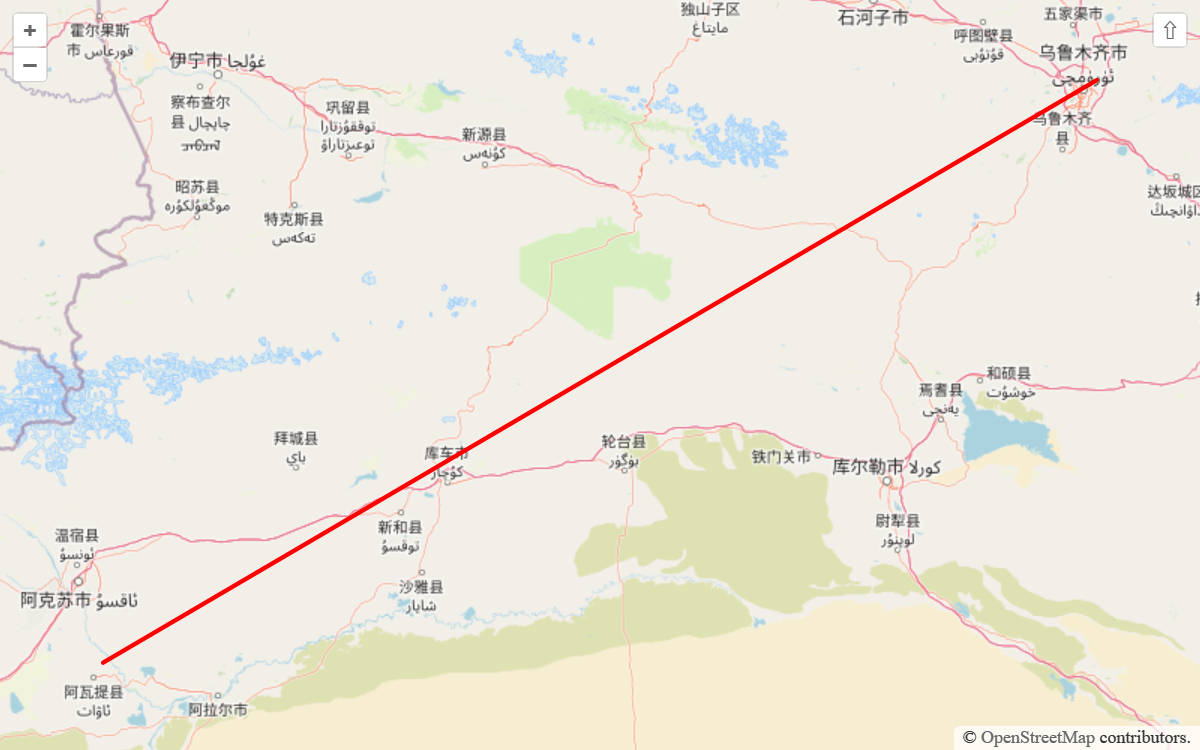 +
−
⇧
霍尔果斯
市 قورعاس
伊宁市 غۇلجا
察布查尔
县 چاپچال
巩留县
توققۇزتارا
توعىزتاراۋ
新源县
كۈنەس
昭苏县
موڭغۇلكۈرە
特克斯县
تەكەس
独山子区
مايتاغ
石河子市
呼图壁县
قۇتۇبى
五家渠市
乌鲁木齐市
ئۈرۈمچى
乌鲁木齐
县
达坂城区
和硕县
خوشۇت
焉耆县
يەنجى
拜城县
باي
库车市
كۇچار
轮台县
بۈگۈر
铁门关市
库尔勒市 كورلا
尉犁县
لوپنۇر
温宿县
ئونسۇ
新和县
توقسۇ
阿克苏市 ئاقسۇ
沙雅县
شايار
阿瓦提县
ئاۋات
阿拉尔市
© OpenStreetMap contributors.